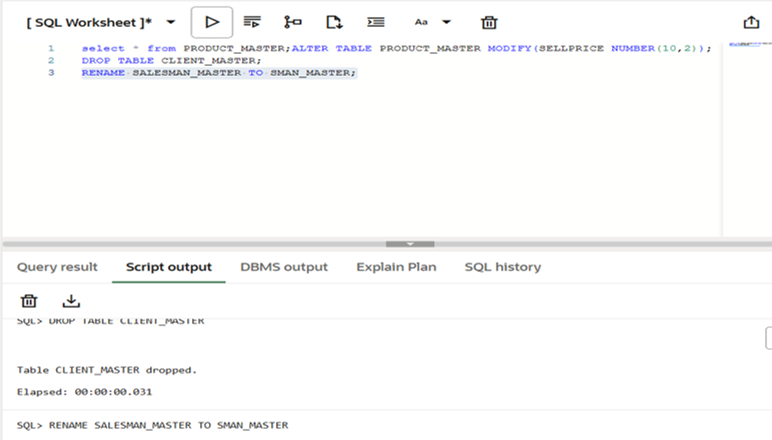 [ SQL Worksheet ]*
Aa
1 select * from PRODUCT_MASTER;ALTER TABLE PRODUCT_MASTER MODIFY(SELLPRICE NUMBER(10,2));
2 DROP TABLE CLIENT_MASTER;
3 RENAME SALESMAN_MASTER TO SMAN_MASTER;
Query result Script output DBMS output Explain Plan SQL history
SQL> DROP TABLE CLIENT_MASTER
Table CLIENT_MASTER dropped.
Elapsed: 00:00:00.031
SQL> RENAME SALESMAN_MASTER TO SMAN_MASTER